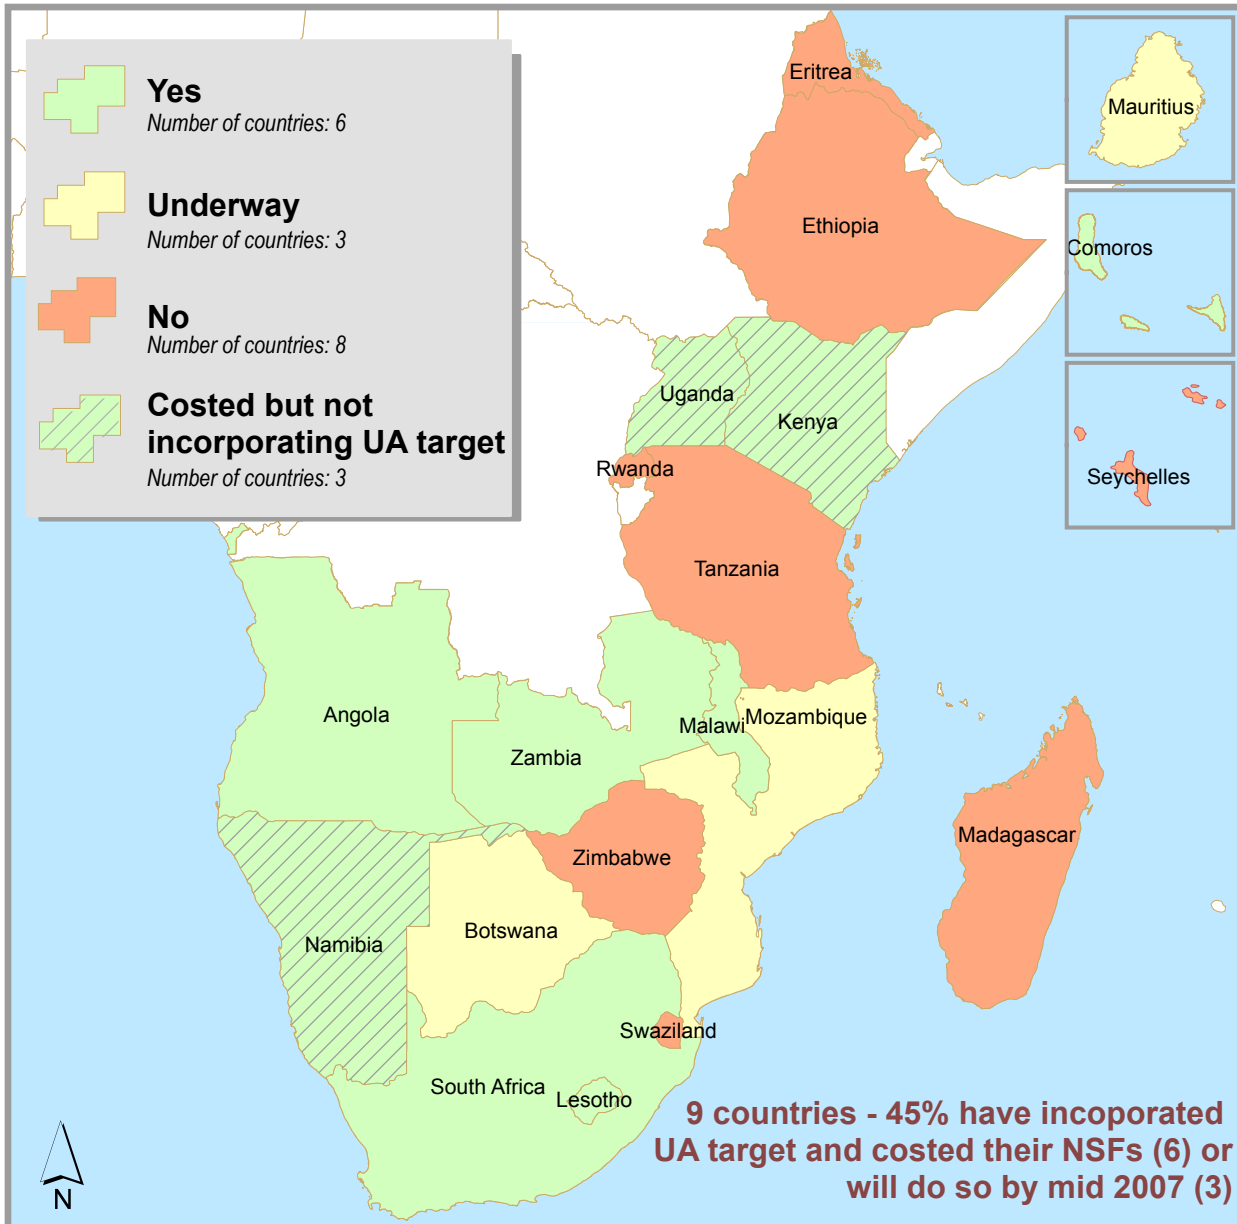 Yes
Number of countries: 6
Underway
Number of countries: 3
No
Number of countries: 8
Costed but not
incorporating UA target
Number of countries: 3
Eritrea
Mauritius
Ethiopia
Comoros
Uganda
Kenya
Rwanda
Seychelles
Tanzania
Angola
Malawi
Mozambique
Zambia
Madagascar
Zimbabwe
Botswana
Namibia
Swaziland
South Africa
Lesotho
9 countries - 45% have incoporated
UA target and costed their NSFs (6) or
will do so by mid 2007 (3)
N